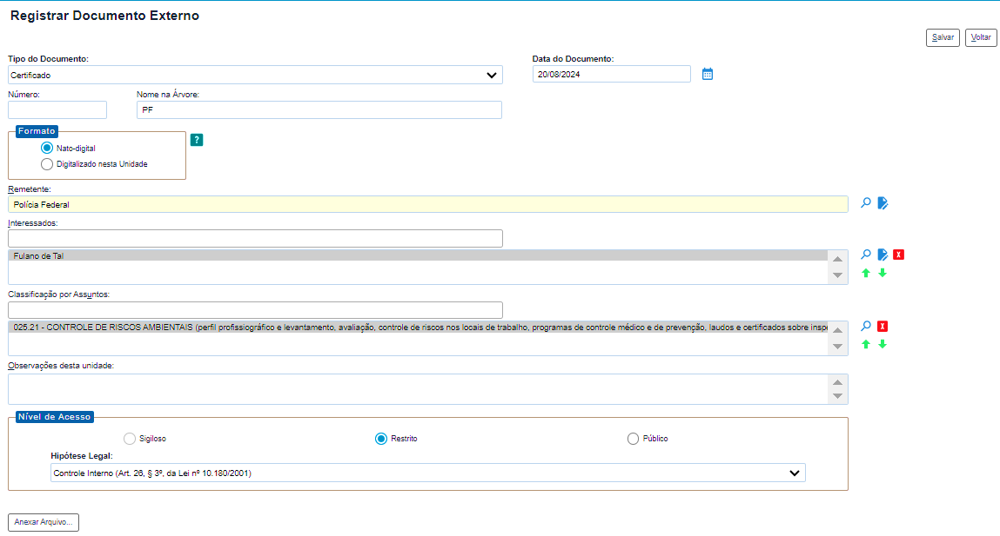 Registrar Documento Externo
Salvar Voltar
Tipo do Documento: Data do Documento:
Certificado 20/08/2024
Número: Nome na Árvore:
PF
Formato
?
Nato-digital
Digitalizado nesta Unidade
Remetente:
Polícia Federal
Interessados:
Fulano de Tal
X
Classificação por Assuntos:
025.21 - CONTROLE DE RISCOS AMBIENTAIS (perfil profissiográfico e levantamento, avaliação, controle de riscos nos locais de trabalho, programas de controle médico e de prevenção, laudos e certificados sobre inspe
X
Observações desta unidade:
Nível de Acesso
Sigiloso Restrito Público
Hipótese Legal:
Controle Interno (Art. 26, § 3º, da Lei nº 10.180/2001)
Anexar Arquivo...